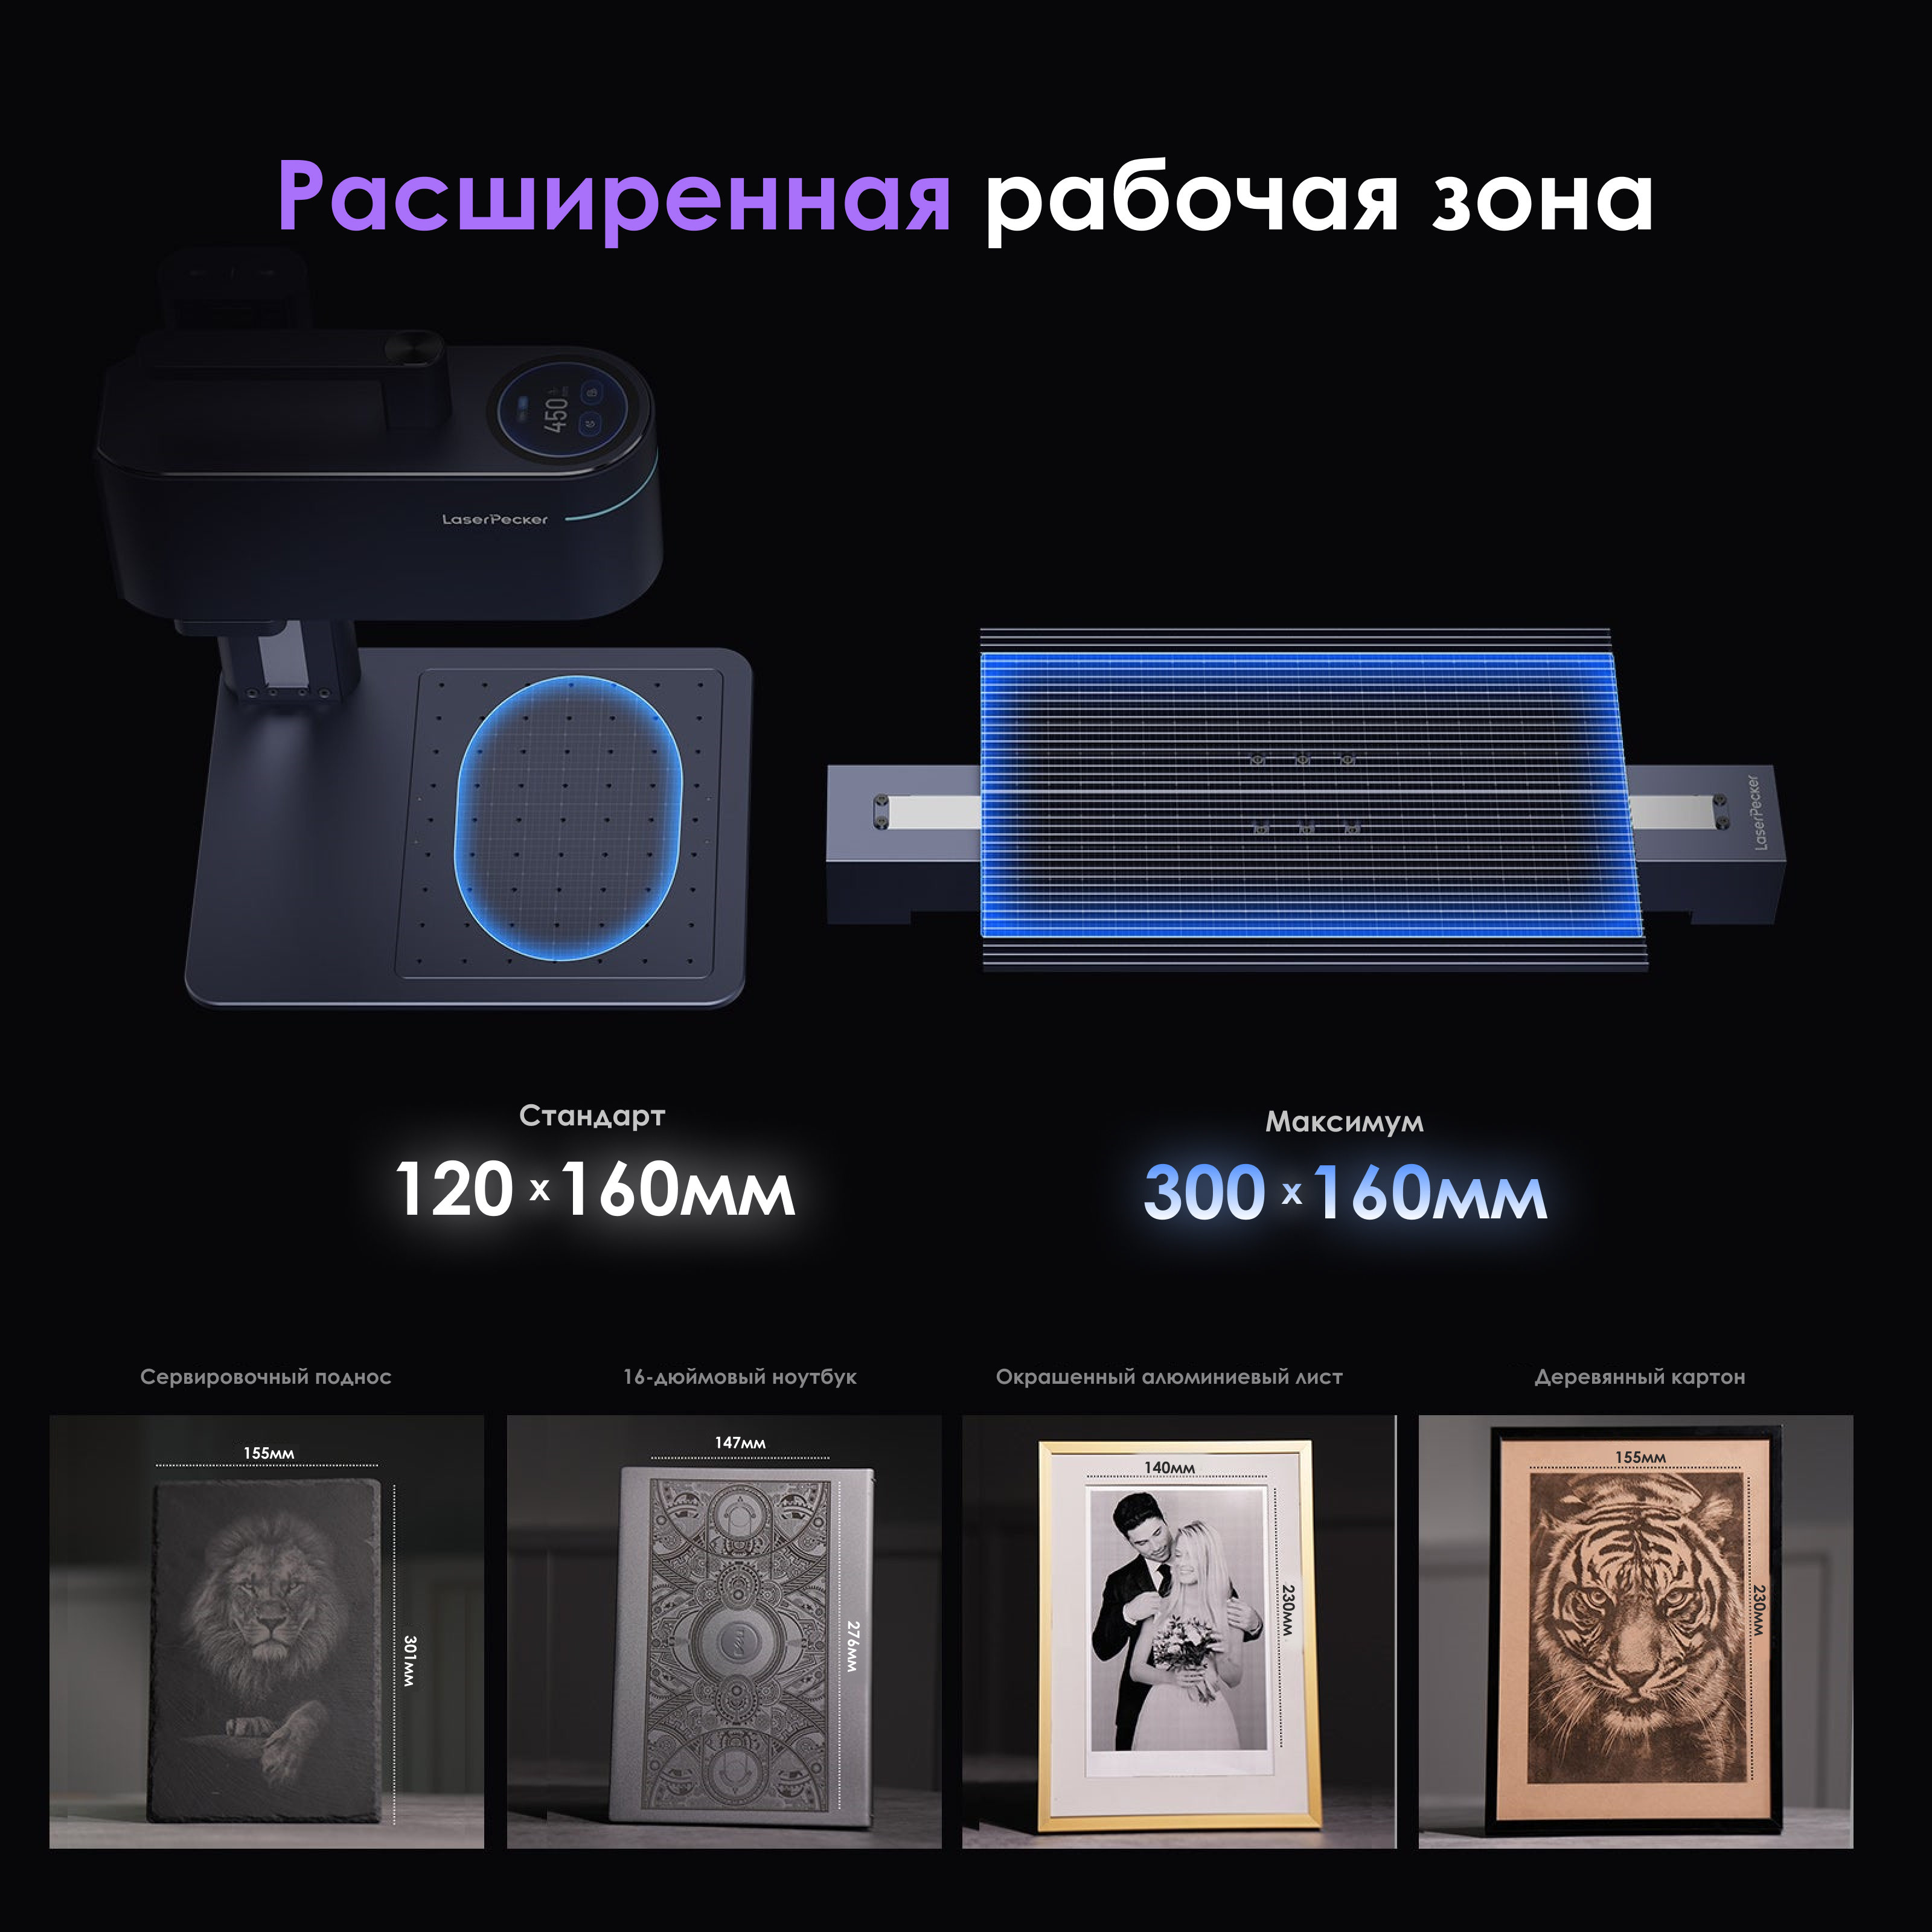 Расширенная рабочая зона
450
LaserPecker
LaserPecker
Стандарт
120 x 160мм
Максимум
300 x 160мм
Сервировочный поднос
16-дюймовый ноутбук
Окрашенный алюминиевый лист
Деревянный картон
155мм
301мм
147мм
276мм
140мм
230мм
155мм
230мм